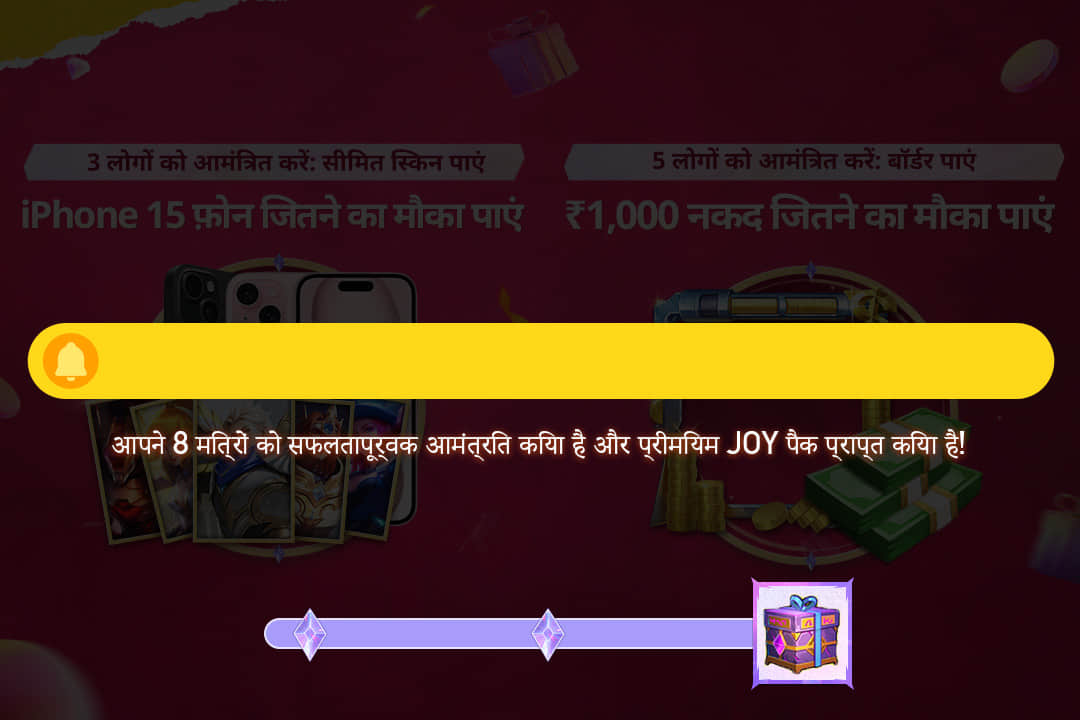 3 लोगों को आमंत्रित करें: सीमित स्किन पाएं
5 लोगों को आमंत्रित करें: बॉर्डर पाएं
iPhone 15 फ़ोन जितने का मौका पाएं
₹1,000 नकद जितने का मौका पाएं
आपने 8 मित्रों को सफलतापूर्वक आमंत्रति कयिा है और प्रीमयिम JOY पैक प्राप्त कयिा है!